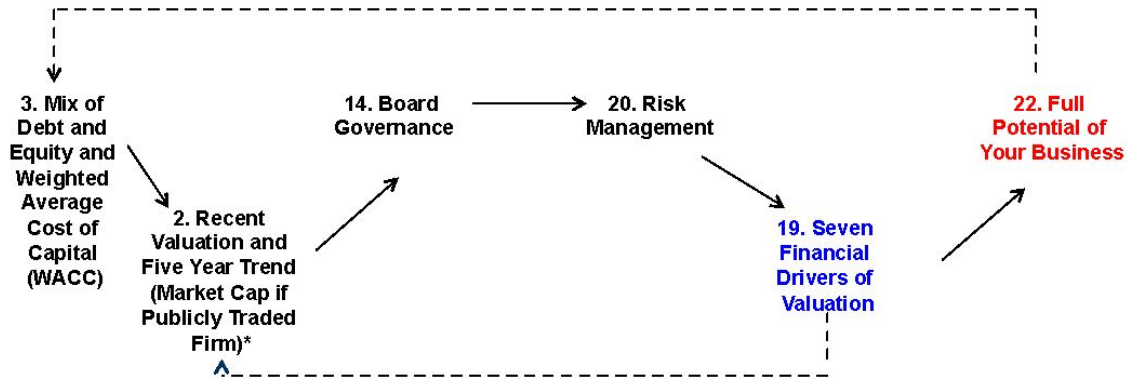 3. Mix of
Debt and
Equity and
Weighted
Average
Cost of
Capital
(WACC)
2. Recent
Valuation and
Five Year Trend
(Market Cap if
Publicly Traded
Firm)*
14. Board
Governance
20. Risk
Management
19. Seven
Financial
Drivers of
Valuation
22. Full
Potential of
Your Business